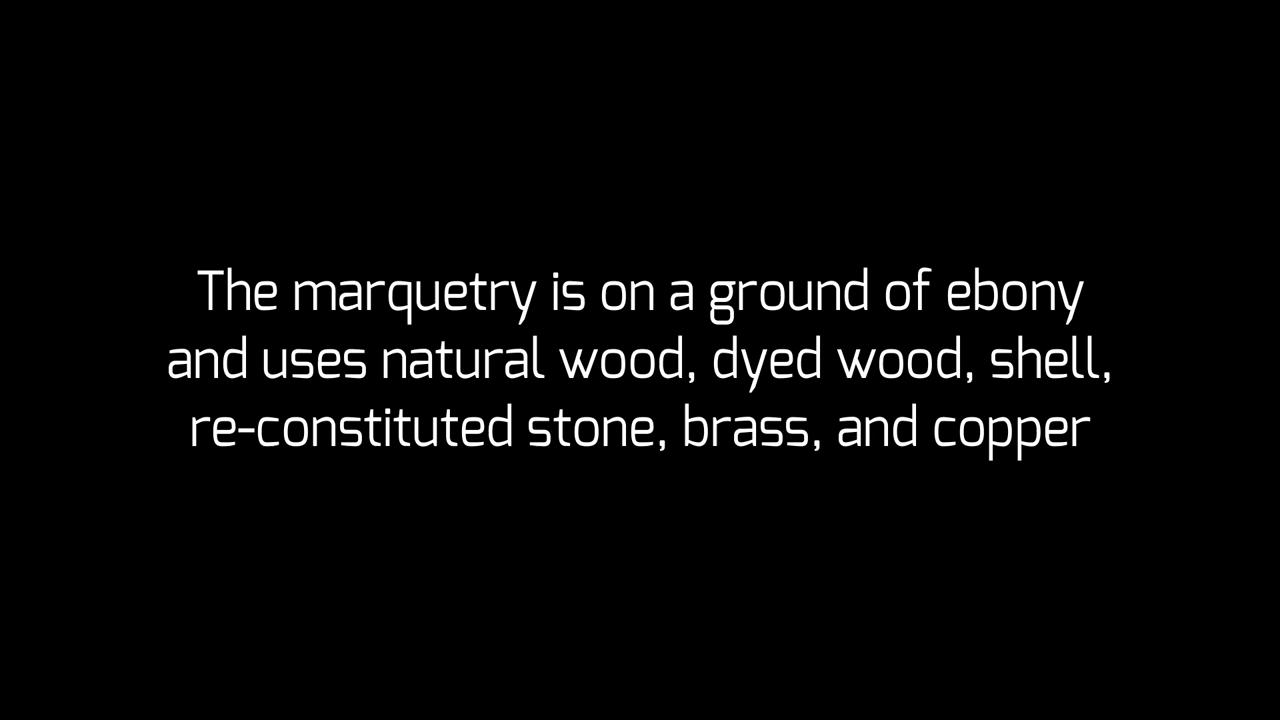 The marquetry is on a ground of ebony
and uses natural wood, dyed wood, shell,
re-constituted stone, brass, and copper